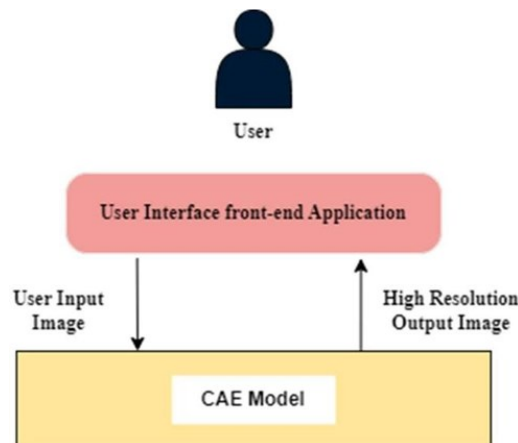 User
User Interface front-end Application
User Input
Image
High Resolution
Output Image
CAE Model